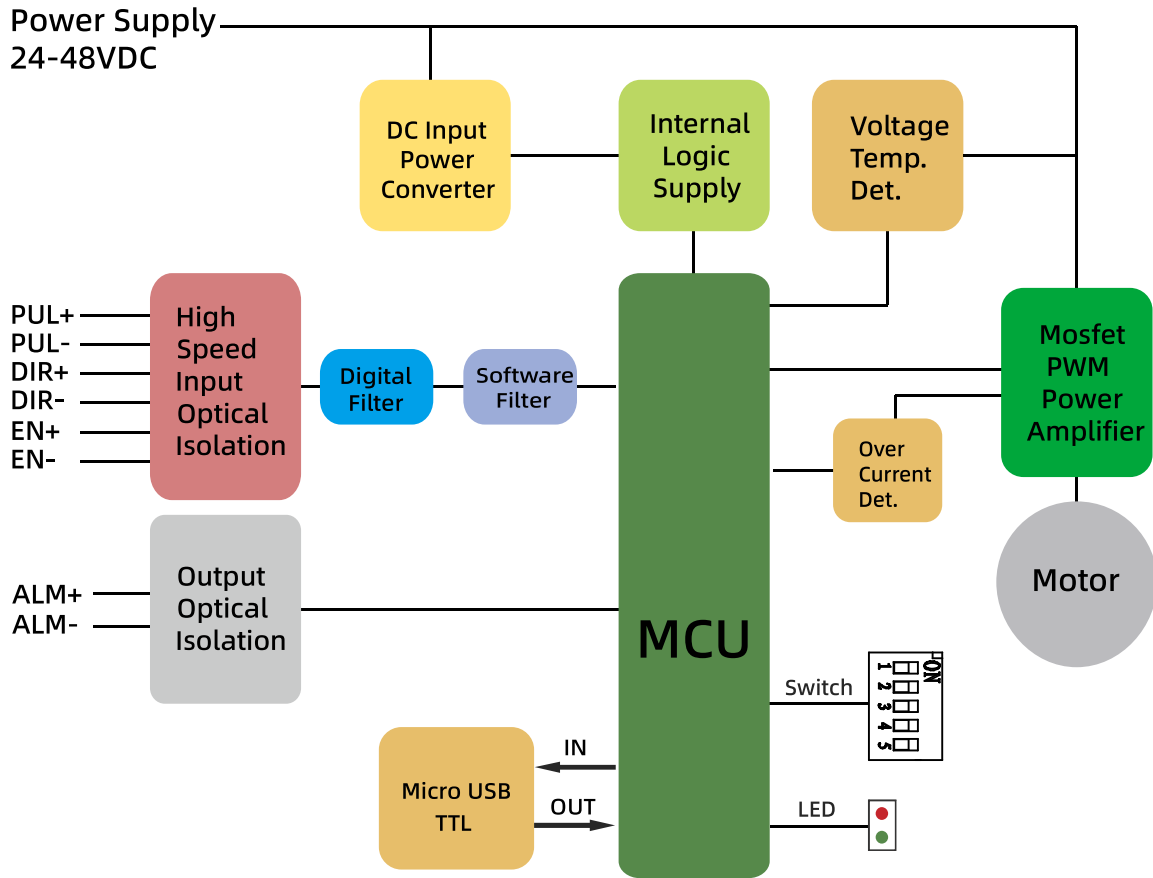 Power Supply
24-48VDC
DC Input
Power
Converter
Internal
Logic
Supply
Voltage
Temp.
Det.
PUL+
PUL-
DIR+
DIR-
EN+
EN-
High
Speed
Input
Optical
Isolation
Digital
Filter
Software
Filter
Mosfet
PWM
Power
Amplifier
Over
Current
Det.
Motor
ALM+
ALM-
Output
Optical
Isolation
MCU
Switch
ON
1
2
3
4
5
IN
OUT
Micro USB
TTL
LED